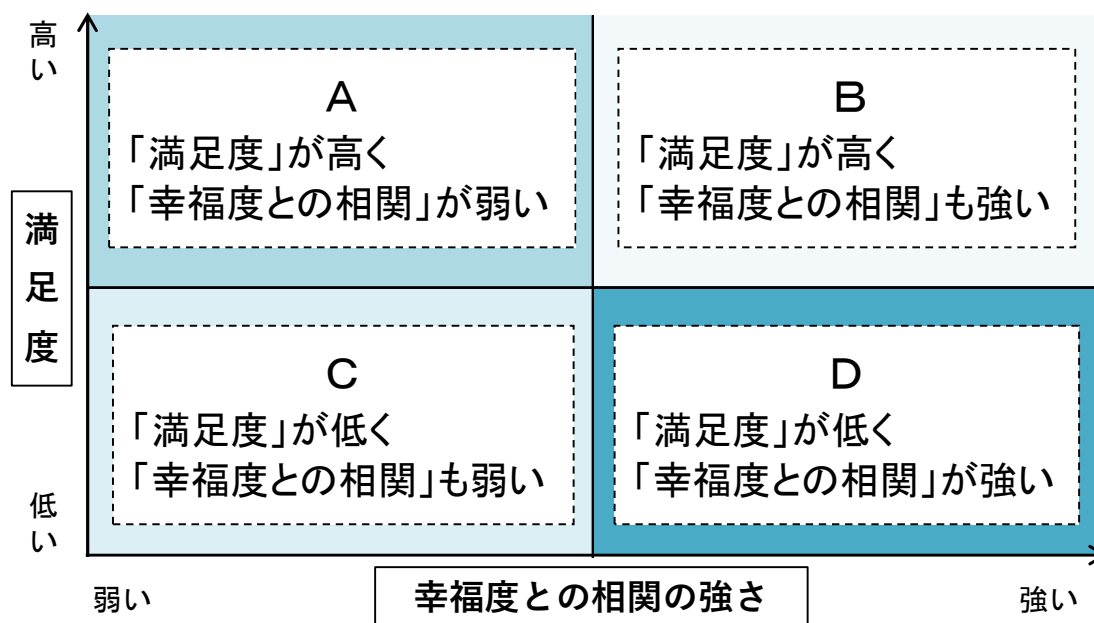 高い
A
「満足度」が高く
「幸福度との相関」が弱い
B
「満足度」が高く
「幸福度との相関」も強い
満足度
C
「満足度」が低く
「幸福度との相関」も弱い
D
「満足度」が低く
「幸福度との相関」が強い
低い
弱い
幸福度との相関の強さ
強い